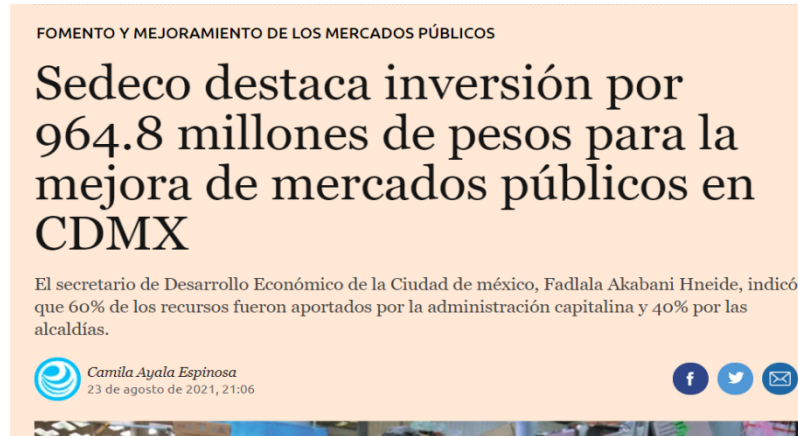 FOMENTO Y MEJORAMIENTO DE LOS MERCADOS PÚBLICOS
Sedeco destaca inversión por
964.8 millones de pesos para la
mejora de mercados públicos en
CDMX
El secretario de Desarrollo Económico de la Ciudad de méxico, Fadlala Akabani Hneide, indicó
que 60% de los recursos fueron aportados por la administración capitalina y 40% por las
alcaldías.
Camila Ayala Espinosa
23 de agosto de 2021, 21:06